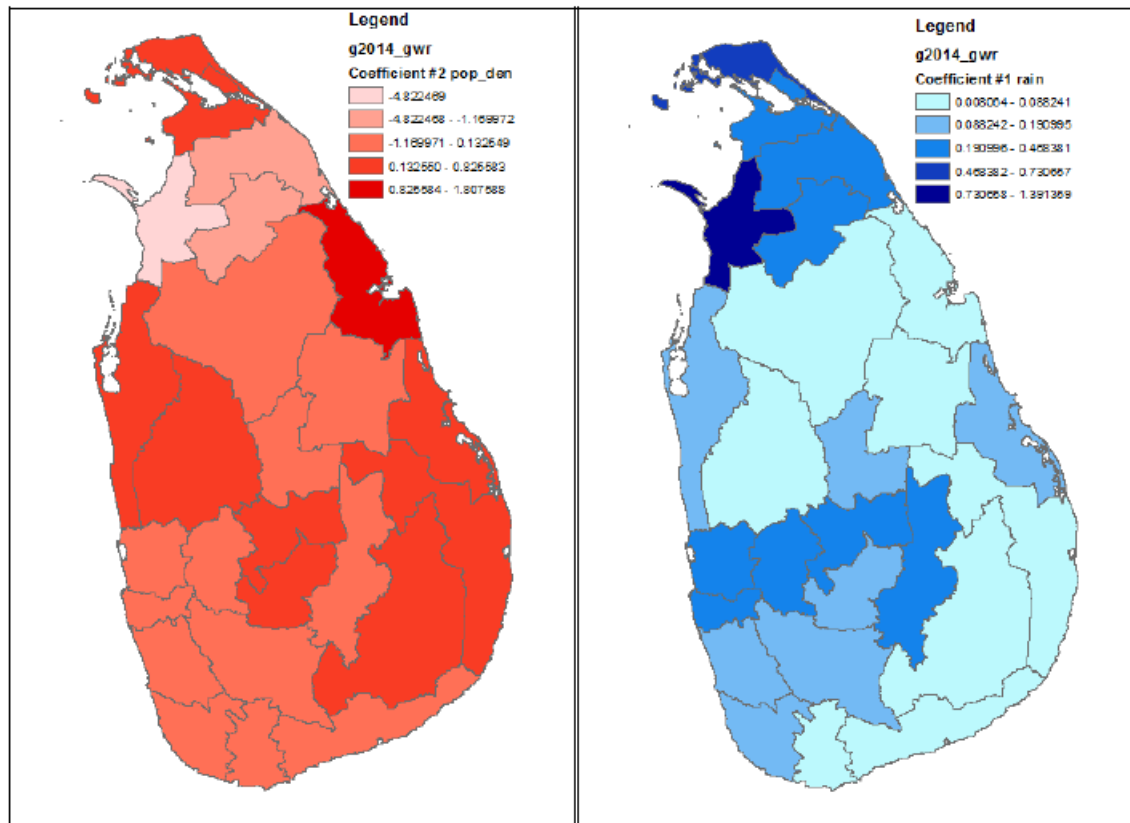 Legend
g2014_gwr
Coefficient #2 pop_den
-4.822469
-4.822468 - -1.169972
-1.169971 - 0.132549
0.132550 - 0.825583
0.825584 - 1.807588
Legend
g2014_gwr
Coefficient #1 rain
0.008064 - 0.088241
0.088242 - 0.190995
0.190996 - 0.468381
0.468382 - 0.730667
0.730668 - 1.391369